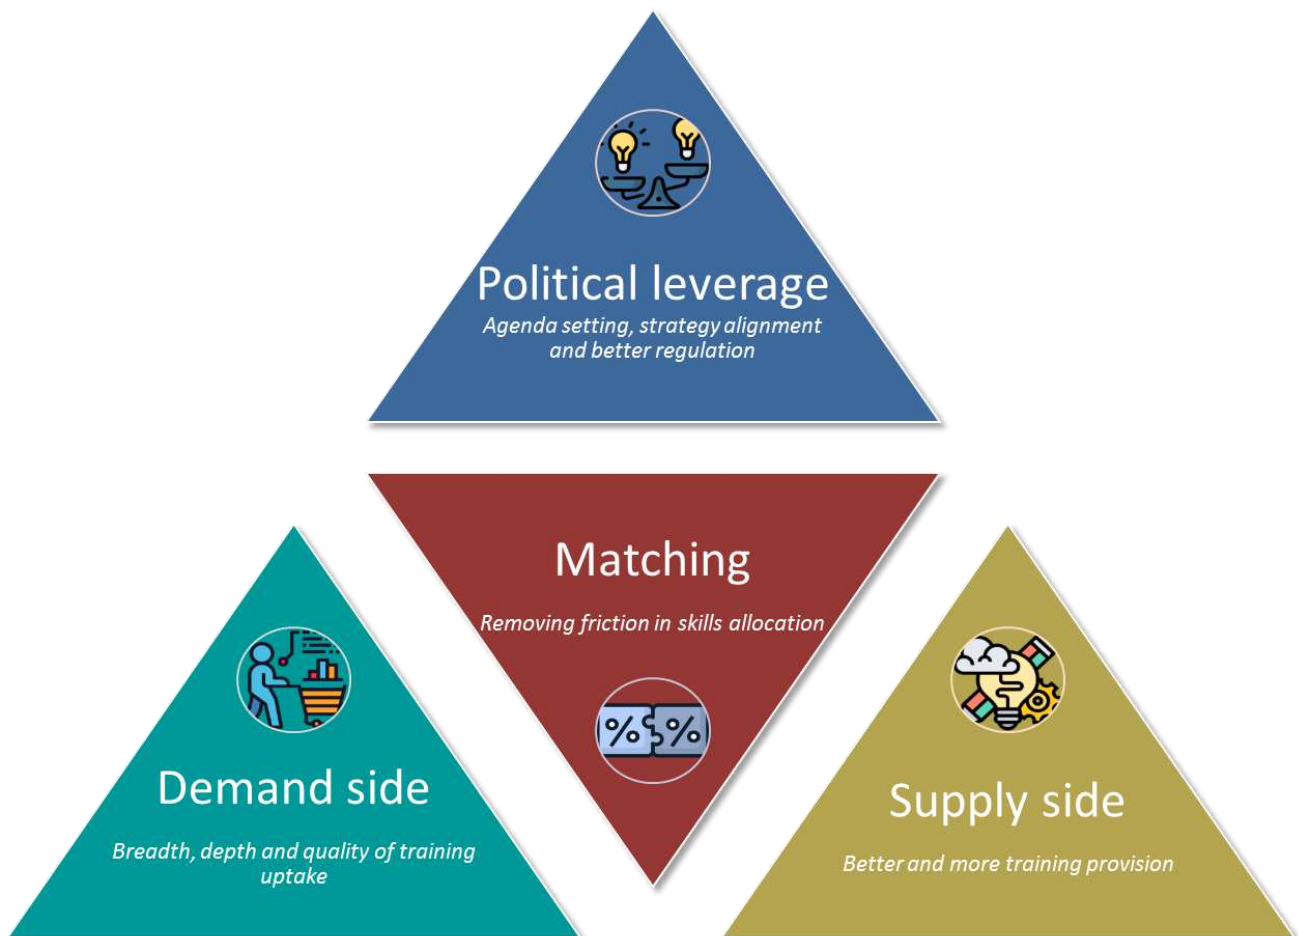 Political leverage
Agenda setting, strategy alignment
and better regulation
Matching
Removing friction in skills allocation
% %
Demand side
Breadth, depth and quality of training
uptake
Supply side
Better and more training provision